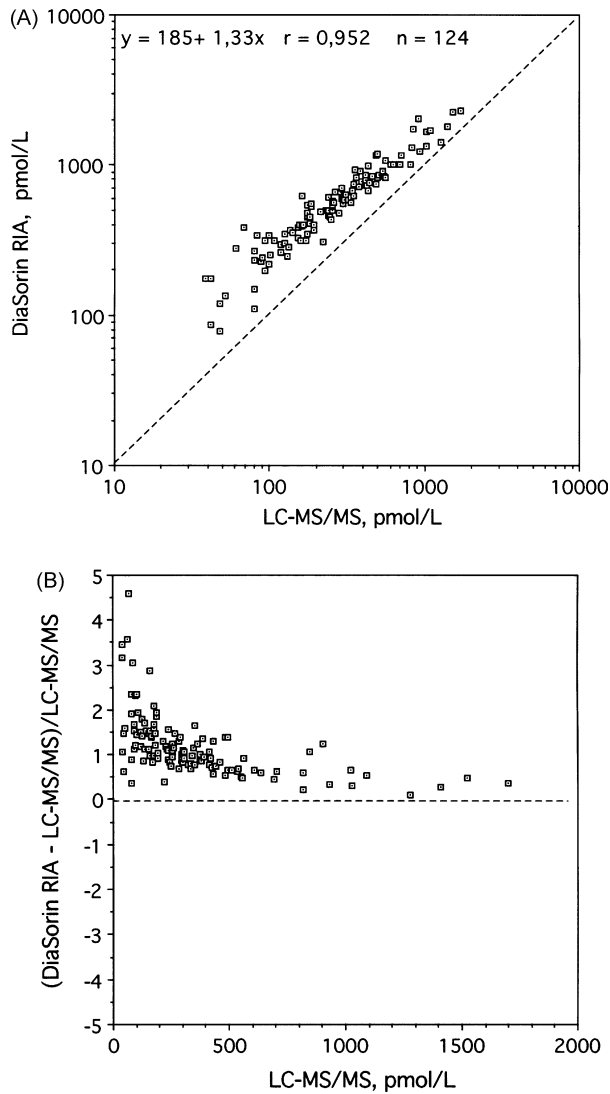 (A)
y = 185+ 1,33x r = 0,952 n = 124
DiaSorin RIA, pmol/L
10000
1000
100
10
10 100 1000 10000
LC-MS/MS, pmol/L
(B)
(DiaSorin RIA - LC-MS/MS)/LC-MS/MS
5
4
3
2
1
0
-1
-2
-3
-4
-5
0 500 1000 1500 2000
LC-MS/MS, pmol/L